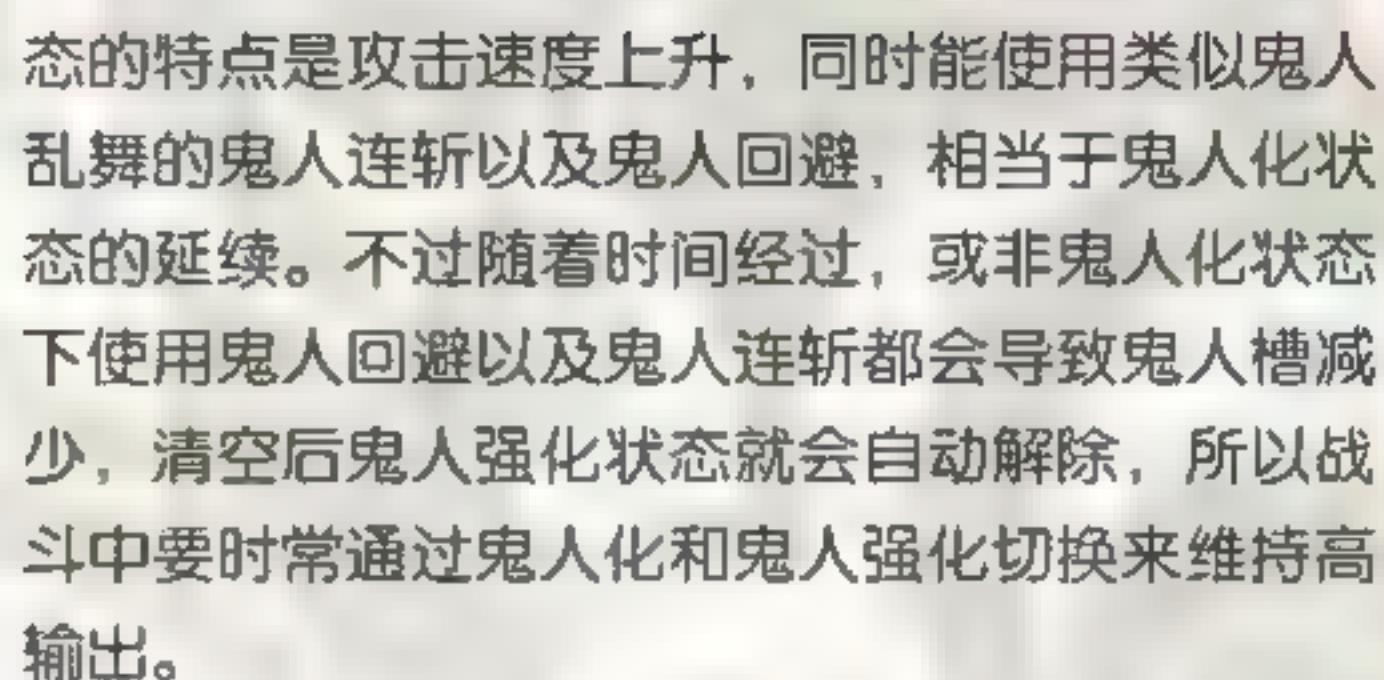 态的特点是攻击速度上升，同时能使用类似鬼人
乱舞的鬼人连斩以及鬼人回避，相当于鬼人化状
态的延续。不过随着时间经过，或非鬼人化状态
下使用鬼人回避以及鬼人连斩都会导致鬼人槽减
少，清空后鬼人强化状态就会自动解除，所以战
斗中要时常通过鬼人化和鬼人强化切换来维持高
输出。